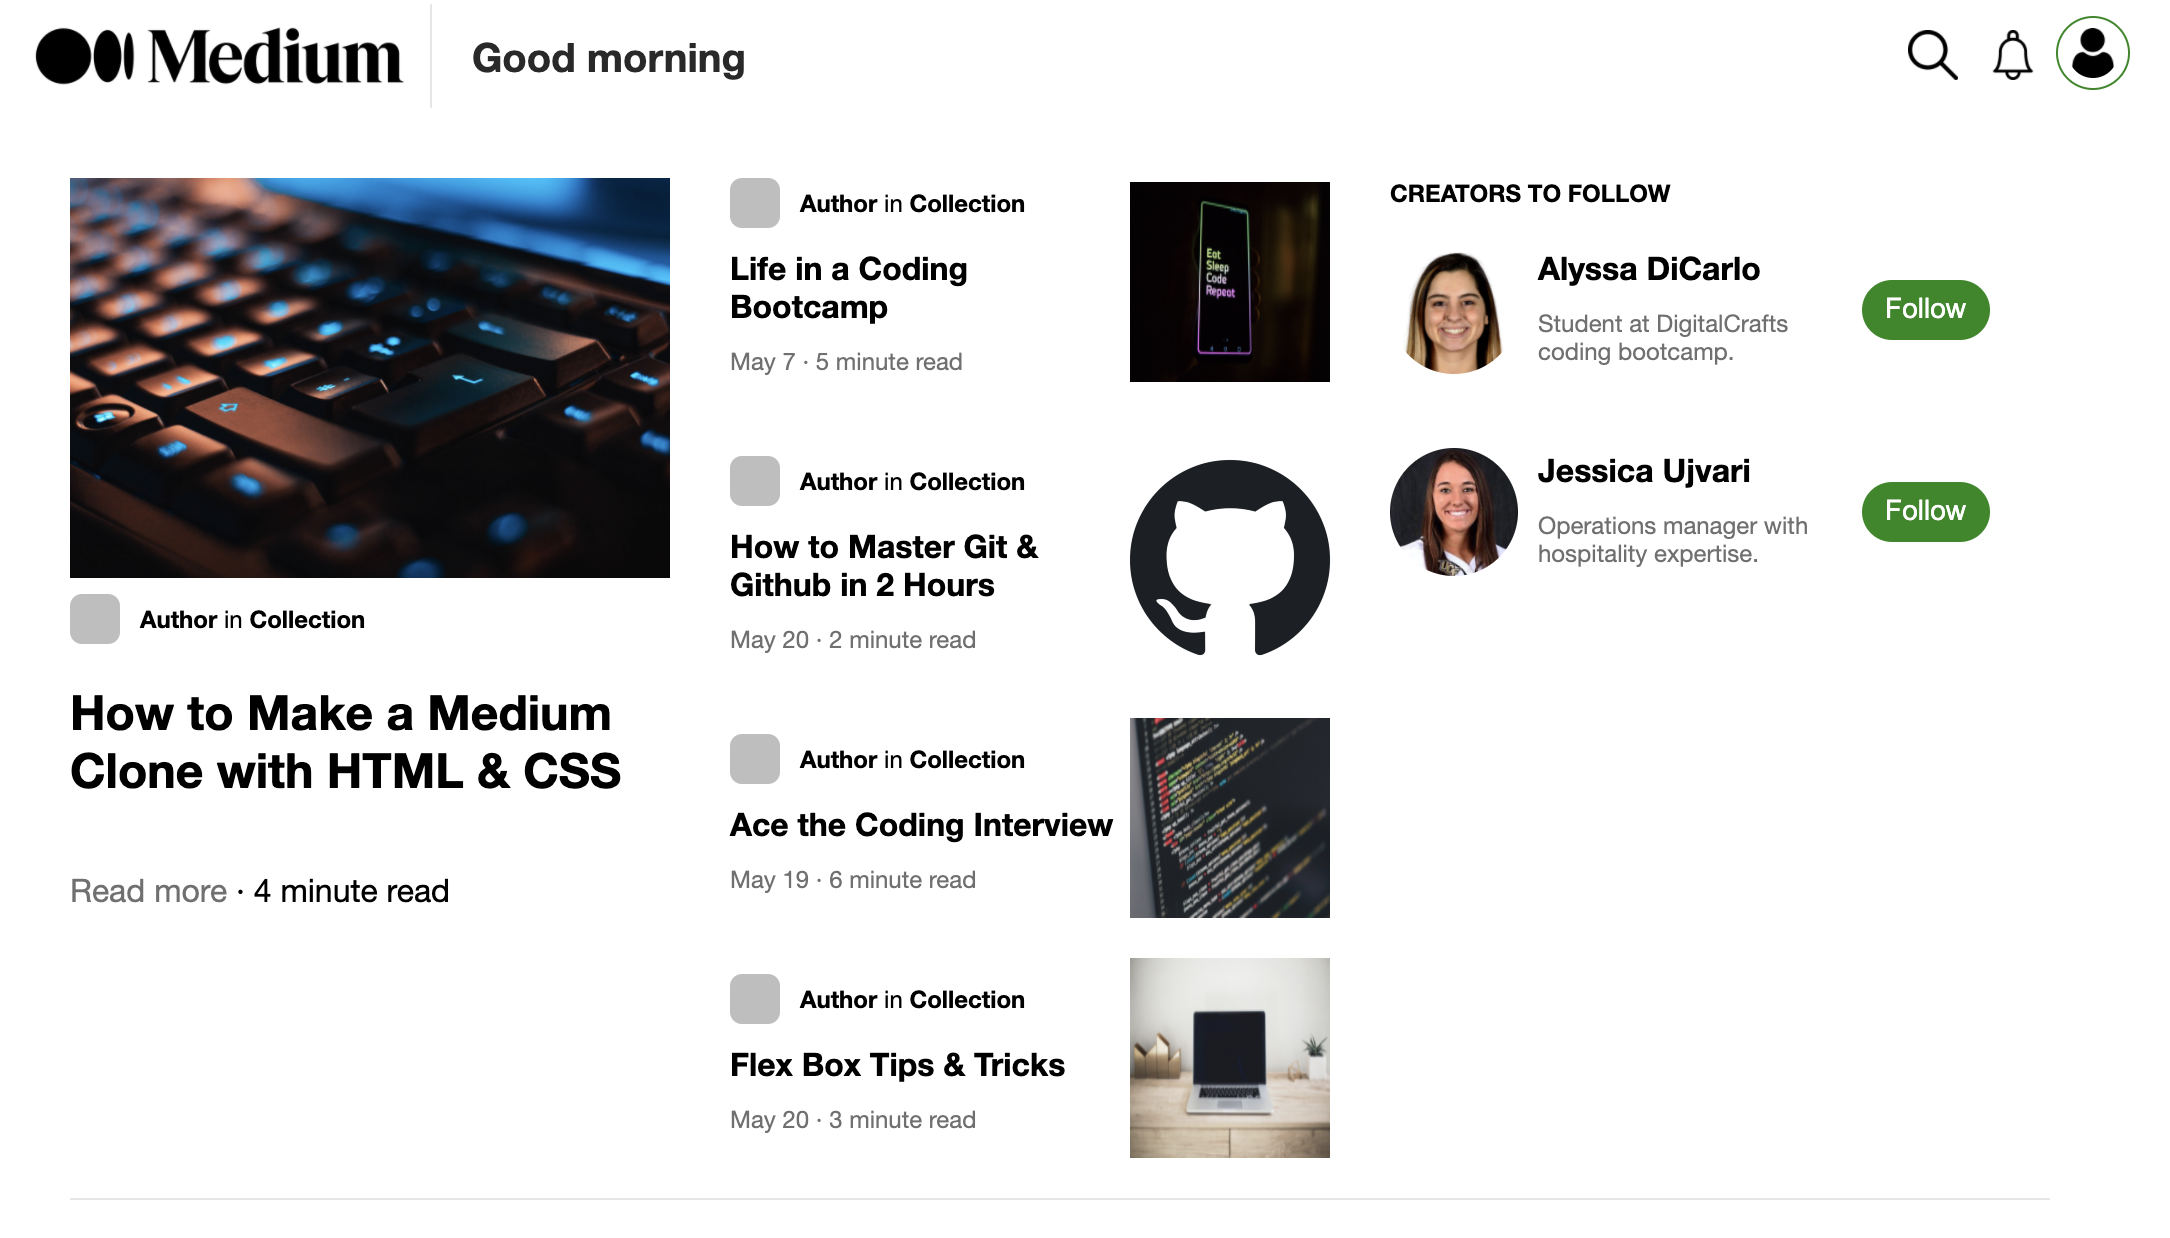 Medium
Good morning
Author in Collection
How to Make a Medium
Clone with HTML & CSS
Read more · 4 minute read
Author in Collection
Life in a Coding
Bootcamp
May 7 · 5 minute read
Eat
Sleep
Code
Repeat
Author in Collection
How to Master Git &
Github in 2 Hours
May 20 · 2 minute read
Author in Collection
Ace the Coding Interview
May 19 · 6 minute read
Author in Collection
Flex Box Tips & Tricks
May 20 · 3 minute read
CREATORS TO FOLLOW
Alyssa DiCarlo
Student at DigitalCrafts
coding bootcamp.
Follow
Jessica Ujvari
Operations manager with
hospitality expertise.
Follow